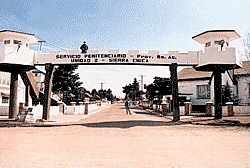 SERVICIO PENITENCIARIO - Prov. Bs. As.
UNIDAD 2 - SIERRA CHICA